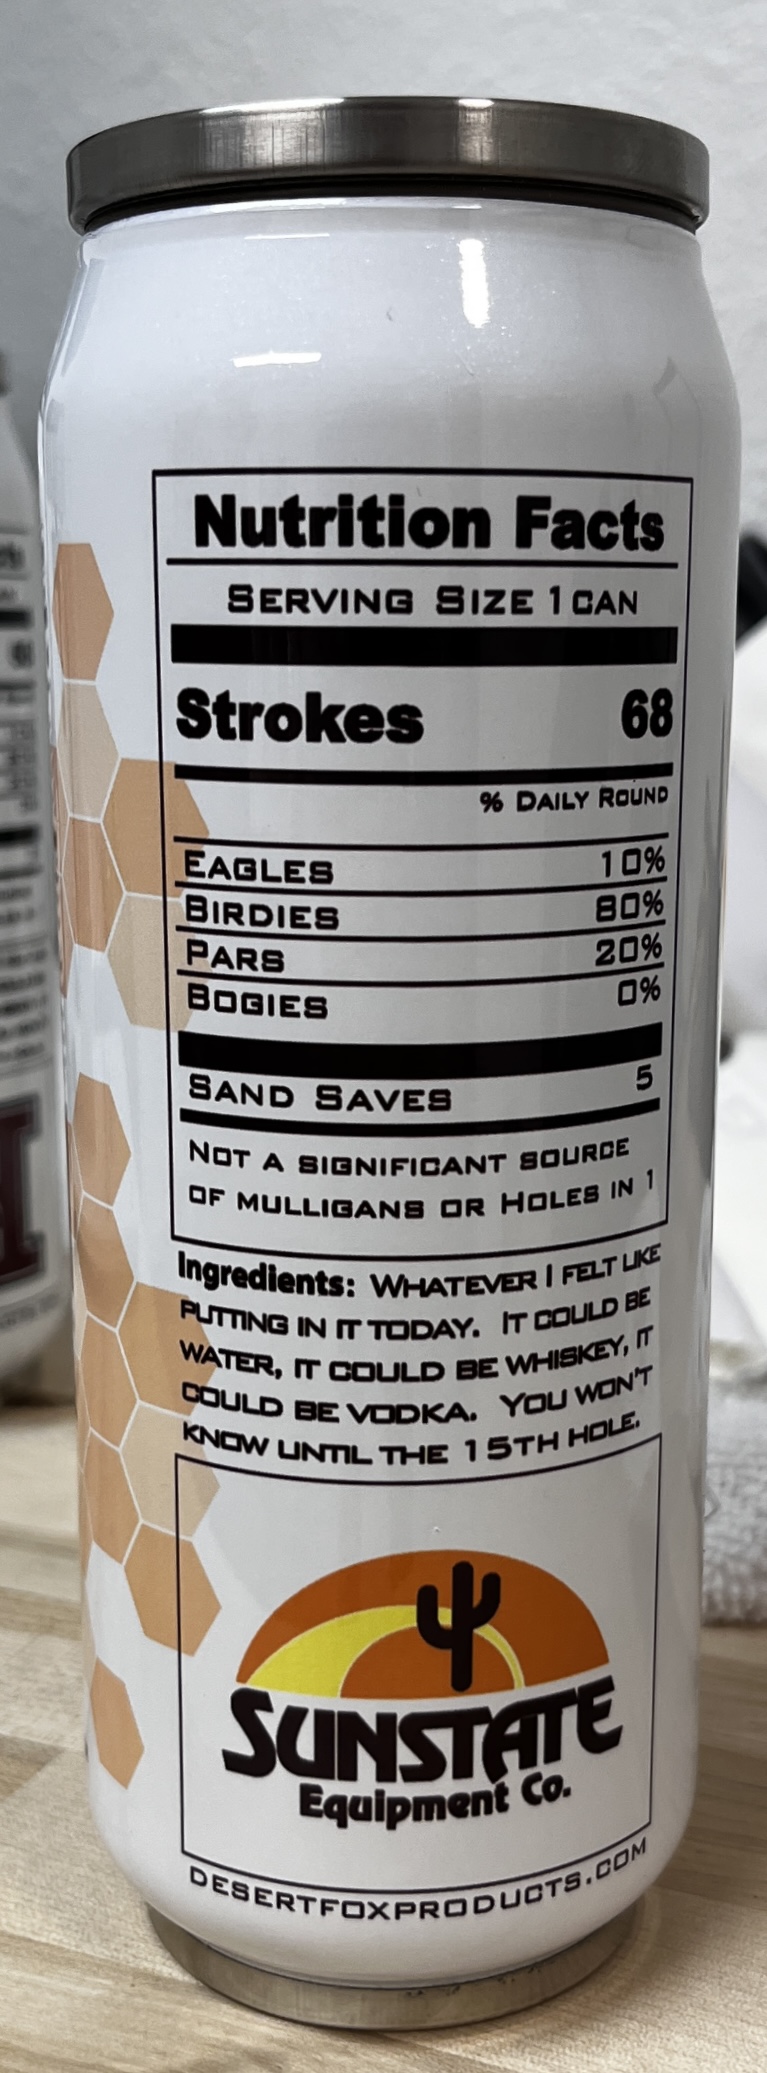 Nutrition Facts
SERVING SIZE 1 CAN
Strokes 68
% DAILY ROUND
EAGLES 10%
BIRDIES 80%
PARS 20%
BOGIES 0%
SAND SAVES 5
NOT A SIGNIFICANT SOURCE
OF MULLIGANS OR HOLES IN 1
Ingredients: WHATEVER I FELT LIKE
PUTTING IN IT TODAY. IT COULD BE
WATER, IT COULD BE WHISKEY, IT
COULD BE VODKA. YOU WON'T
KNOW UNTIL THE 15TH HOLE.
SUNSTATE
Equipment Co.
DESERTFOXPRODUCTS.COM